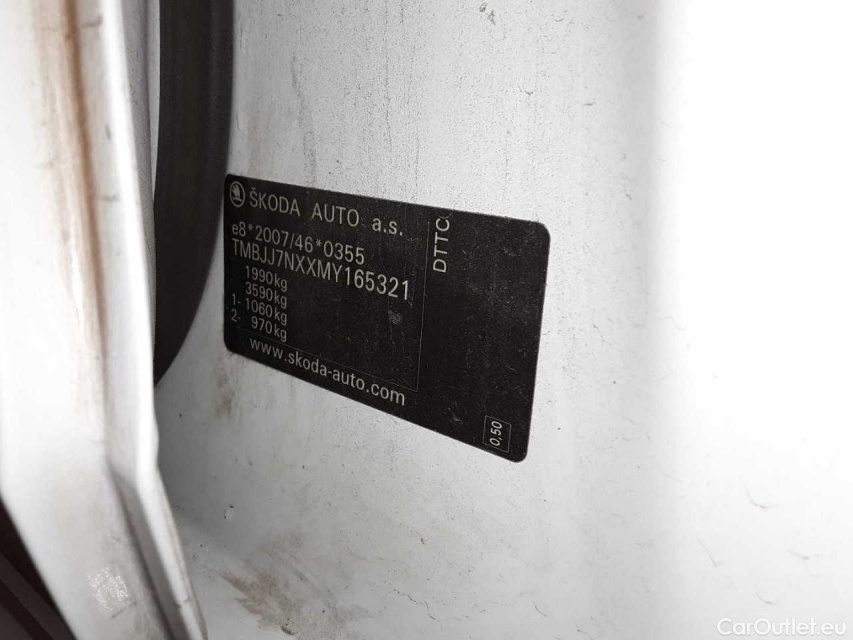 ŠKODA AUTO a.s.
e8*2007/46*0355
TMBJJ7NXXMY165321
1990kg
3590kg
1- 1060kg
2- 970kg
www.skoda-auto.com
DTTC
0,50
CarOutlet.eu